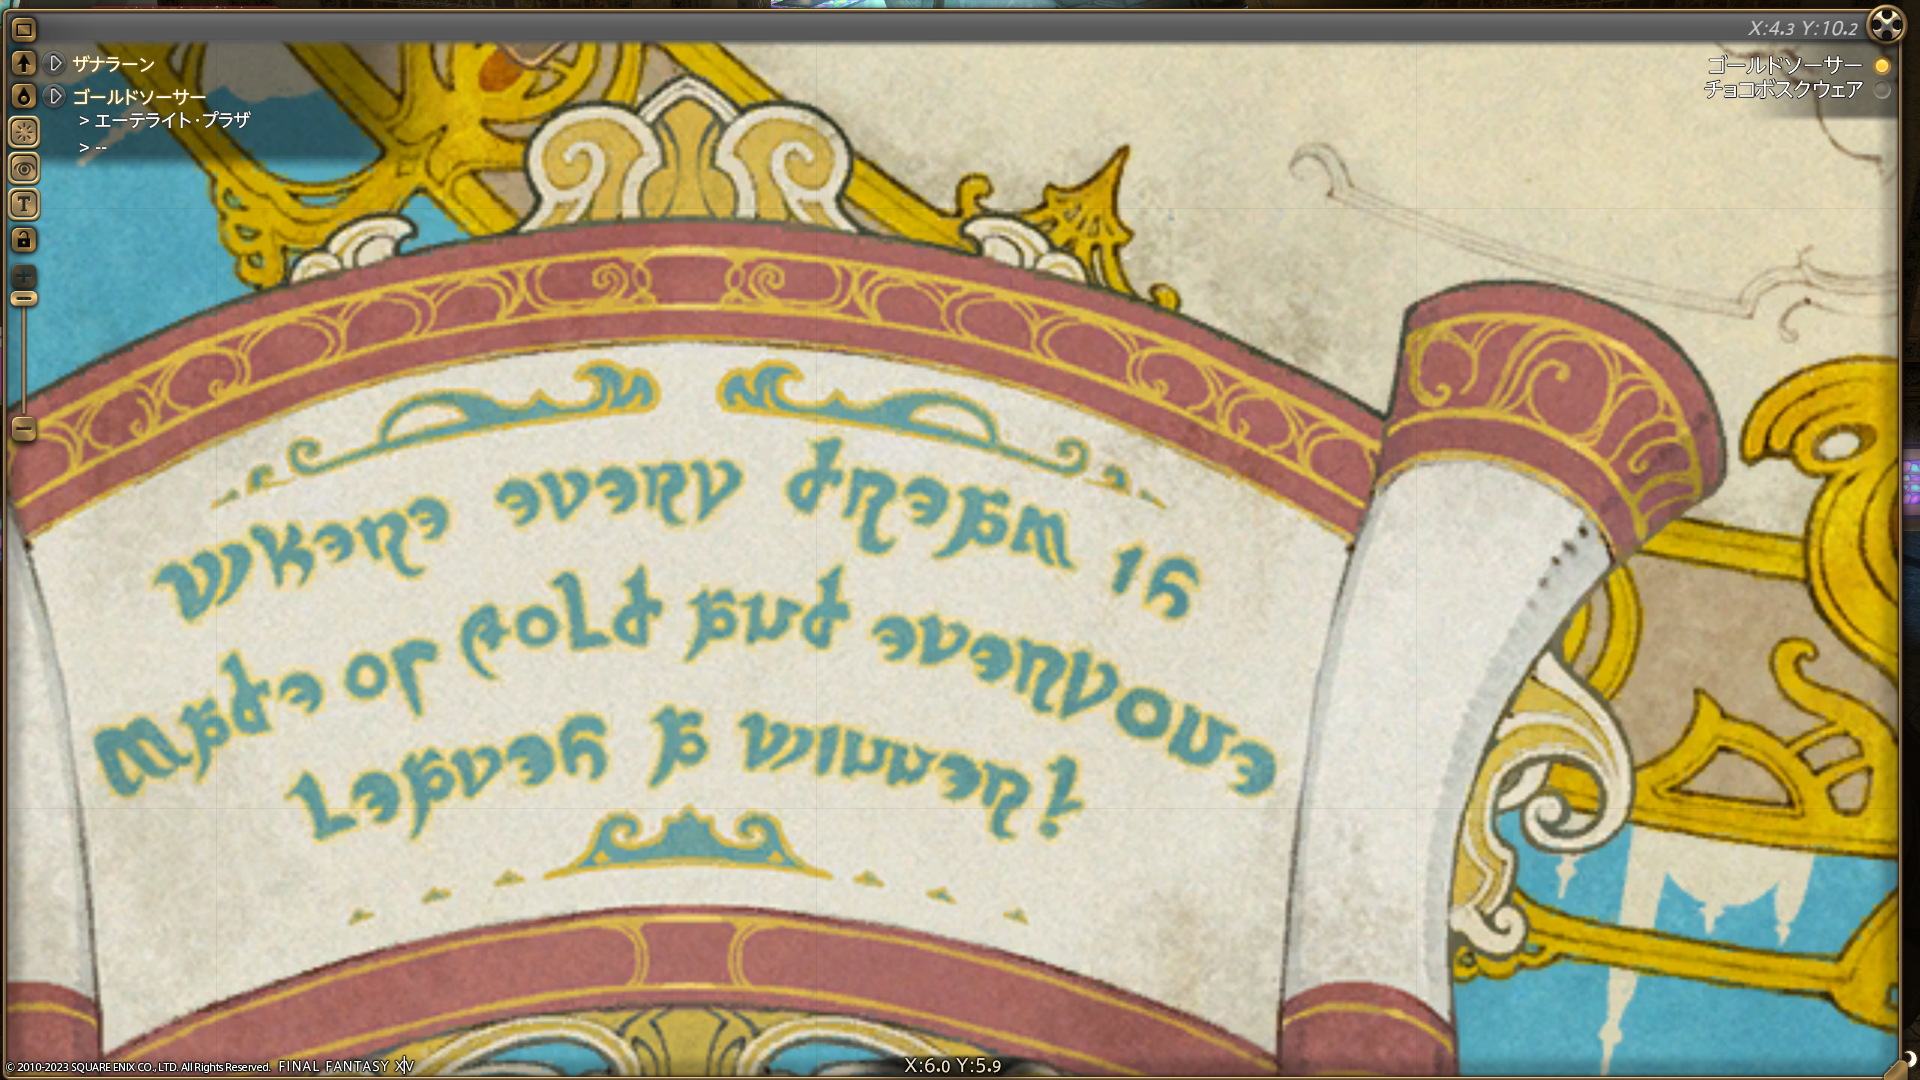 X:4.3 Y:10.2
ザナラーン
ゴールドソーサー
> エーテライト・プラザ
> --
ゴールドソーサー
チョコボスクウェア
T
Where every dream is
made of gold and everyone
leaves a winner!
© 2010-2023 SQUARE ENIX CO., LTD. All Rights Reserved. FINAL FANTASY XIV
X:6.0 Y:5.9